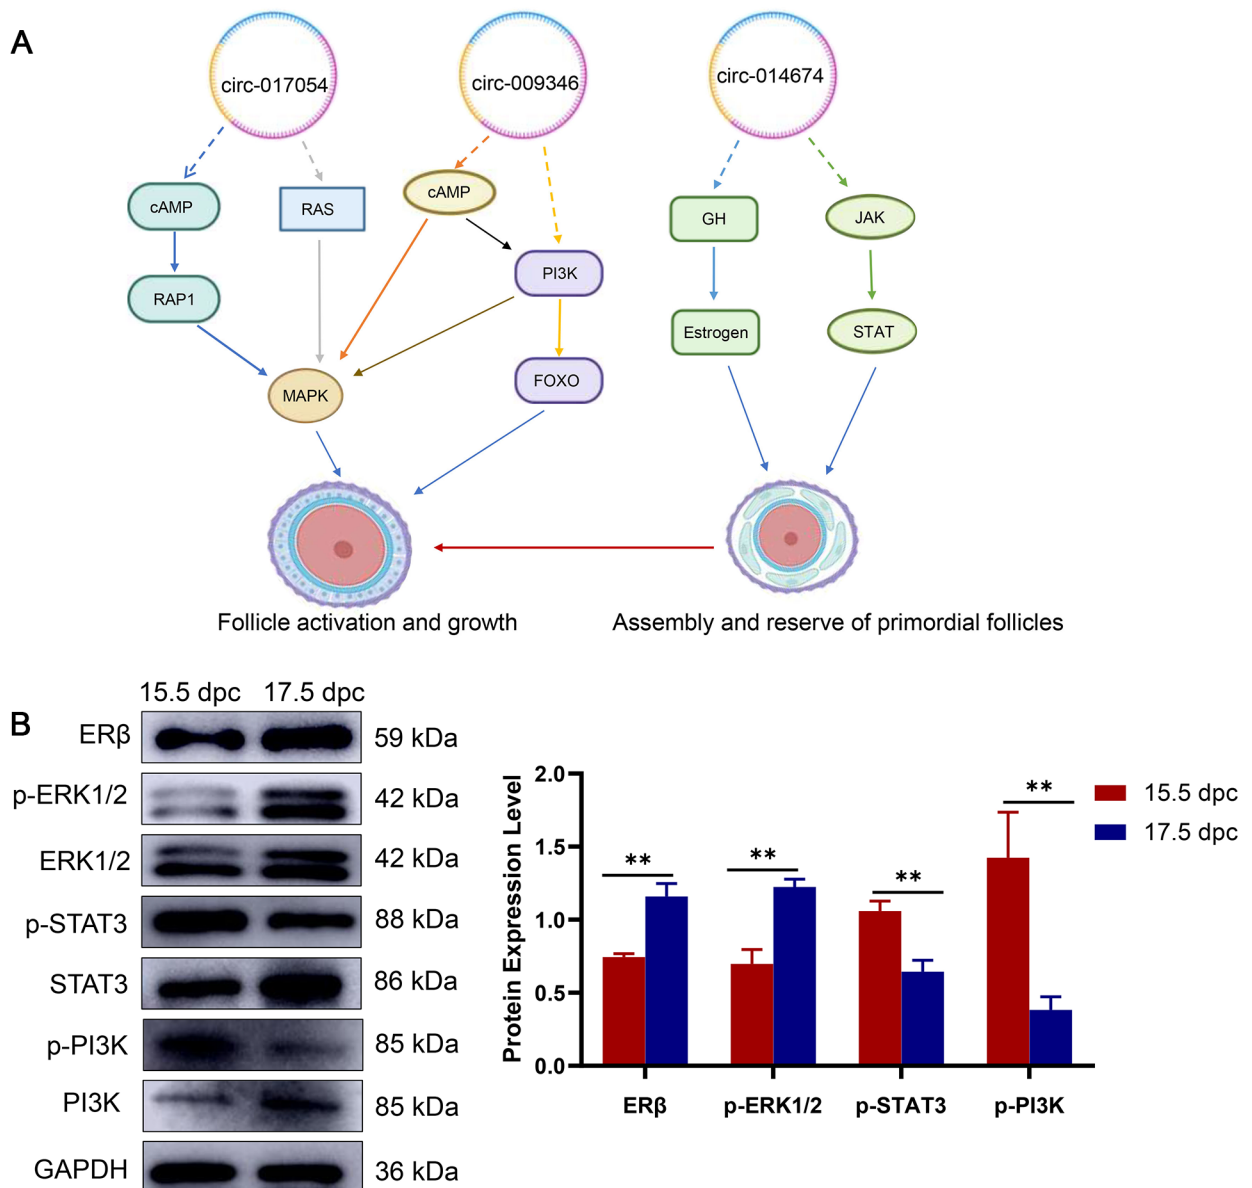 A
circ-017054
circ-009346
circ-014674
cAMP
RAS
cAMP
GH
JAK
RAP1
PI3K
Estrogen
STAT
MAPK
FOXO
Follicle activation and growth
Assembly and reserve of primordial follicles
B
15.5 dpc 17.5 dpc
ERβ 59 kDa
p-ERK1/2 42 kDa
ERK1/2 42 kDa
p-STAT3 88 kDa
STAT3 86 kDa
p-PI3K 85 kDa
PI3K 85 kDa
GAPDH 36 kDa
Protein Expression Level
2.0
1.5
1.0
0.5
0.0
** ** ** **
ERβ p-ERK1/2 p-STAT3 p-PI3K
15.5 dpc
17.5 dpc